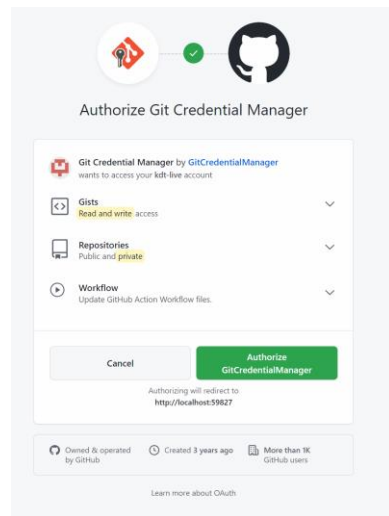 Authorize Git Credential Manager
Git Credential Manager by GitCredentialManager
wants to access your kdt-live account
Gists
Read and write access
Repositories
Public and private
Workflow
Update GitHub Action Workflow files.
Cancel
Authorize
GitCredentialManager
Authorizing will redirect to
http://localhost:59827
Owned & operated
by GitHub
Created 3 years ago
More than 1K
GitHub users
Learn more about OAuth